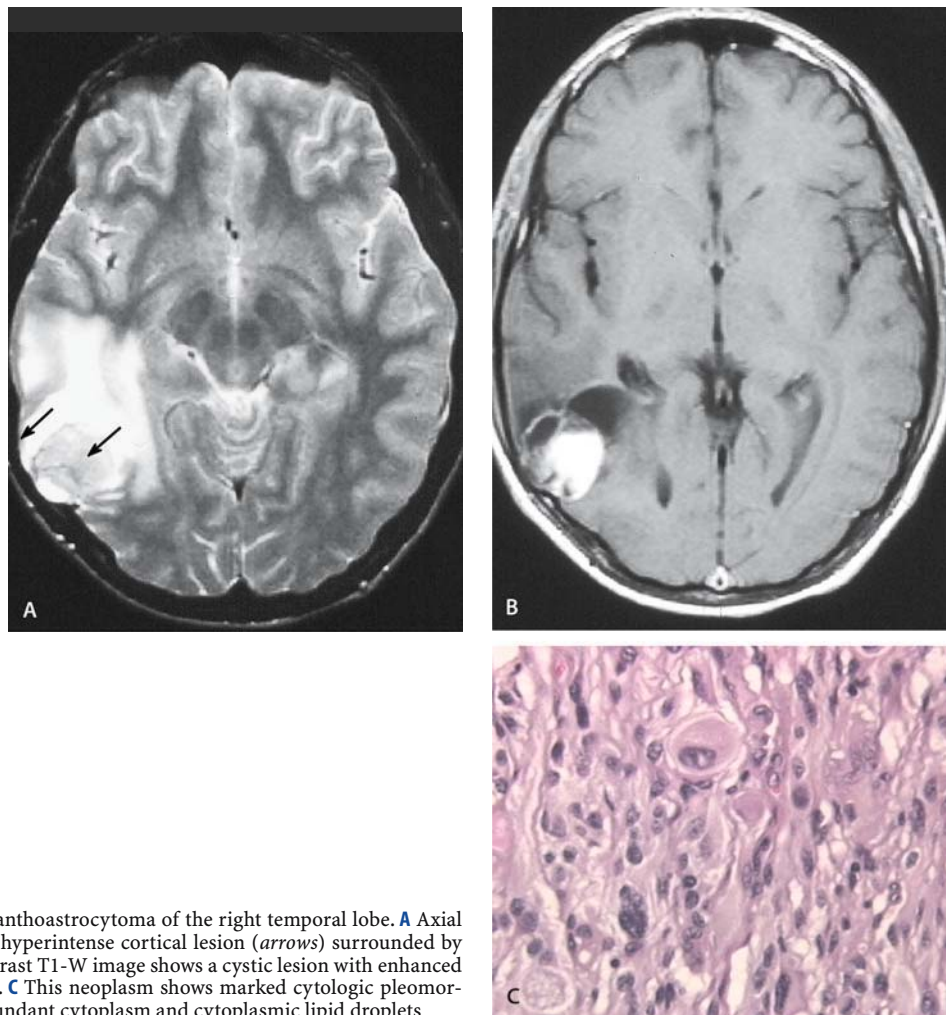 A
B
C
anthoastrocytoma of the right temporal lobe. A Axial
hyperintense cortical lesion (arrows) surrounded by
rast T1-W image shows a cystic lesion with enhanced
. C This neoplasm shows marked cytologic pleomor-
undant cytoplasm and cytoplasmic lipid droplets